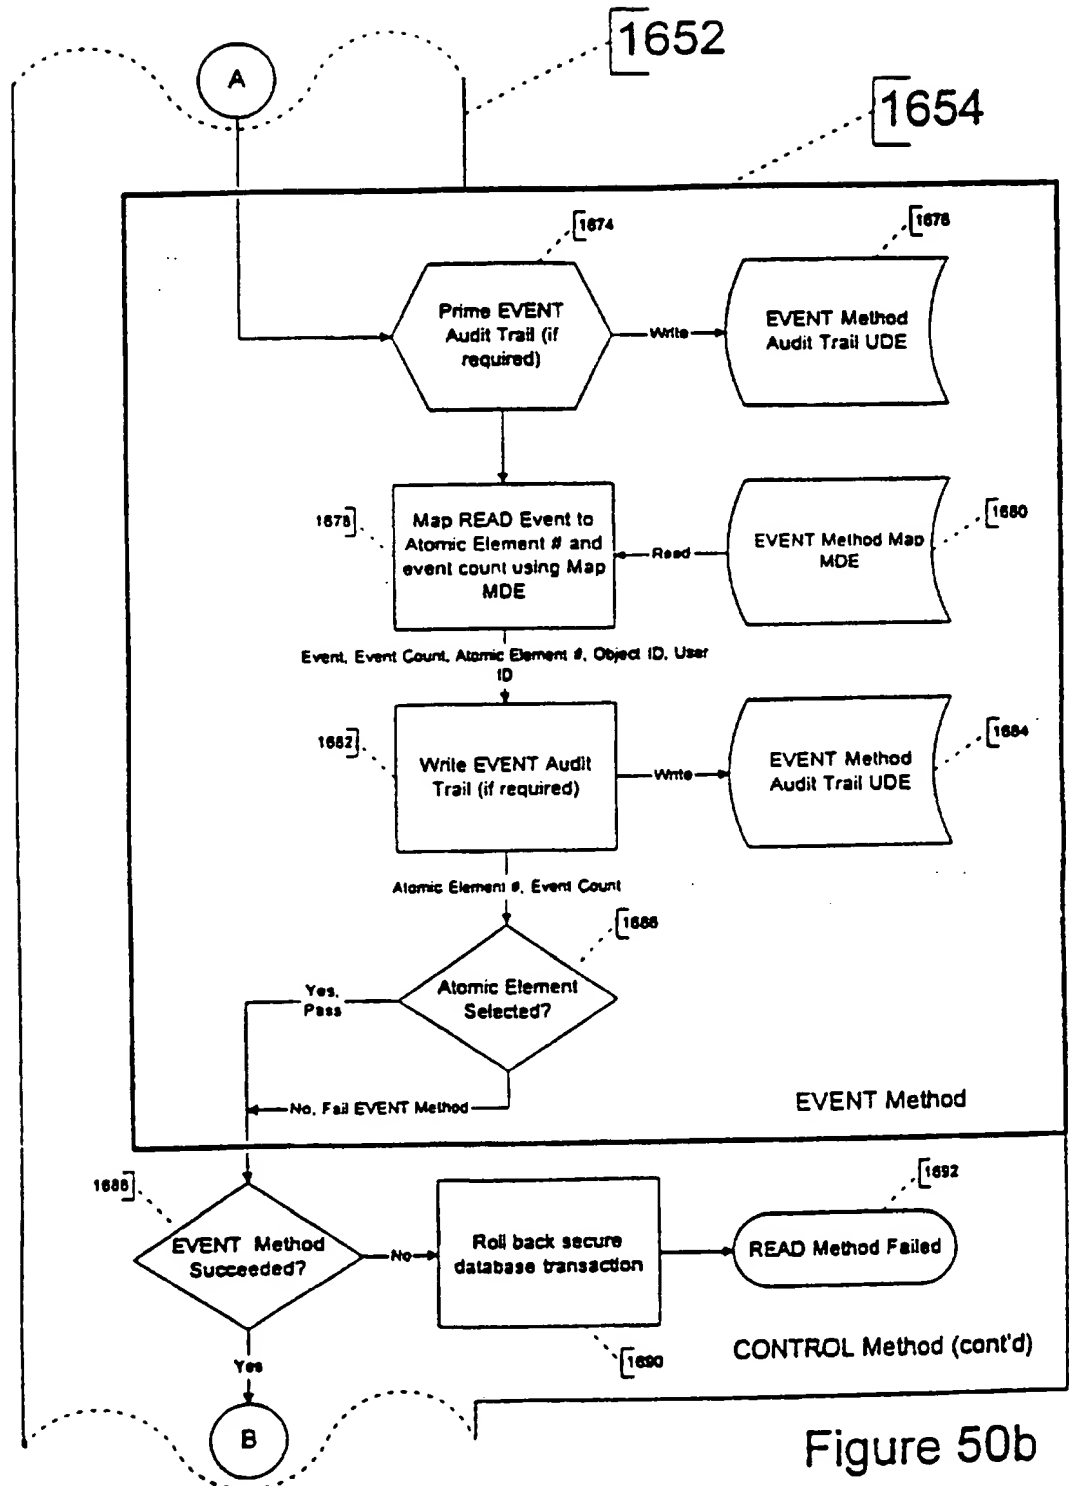 1652
A
1654
1674
1676
Prime EVENT
Audit Trail (if
required)
Write
EVENT Method
Audit Trail UDE
1678
Map READ Event to
Atomic Element # and
event count using Map
MDE
Read
EVENT Method Map
MDE
1680
Event, Event Count, Atomic Element #, Object ID, User
ID
1682
Write EVENT Audit
Trail (if required)
Write
EVENT Method
Audit Trail UDE
1684
Atomic Element #, Event Count
1686
Atomic Element
Selected?
Yes,
Pass
No, Fail EVENT Method
EVENT Method
1688
EVENT Method
Succeeded?
No
Roll back secure
database transaction
1692
READ Method Failed
1690
CONTROL Method (cont'd)
Yes
B
Figure 50b